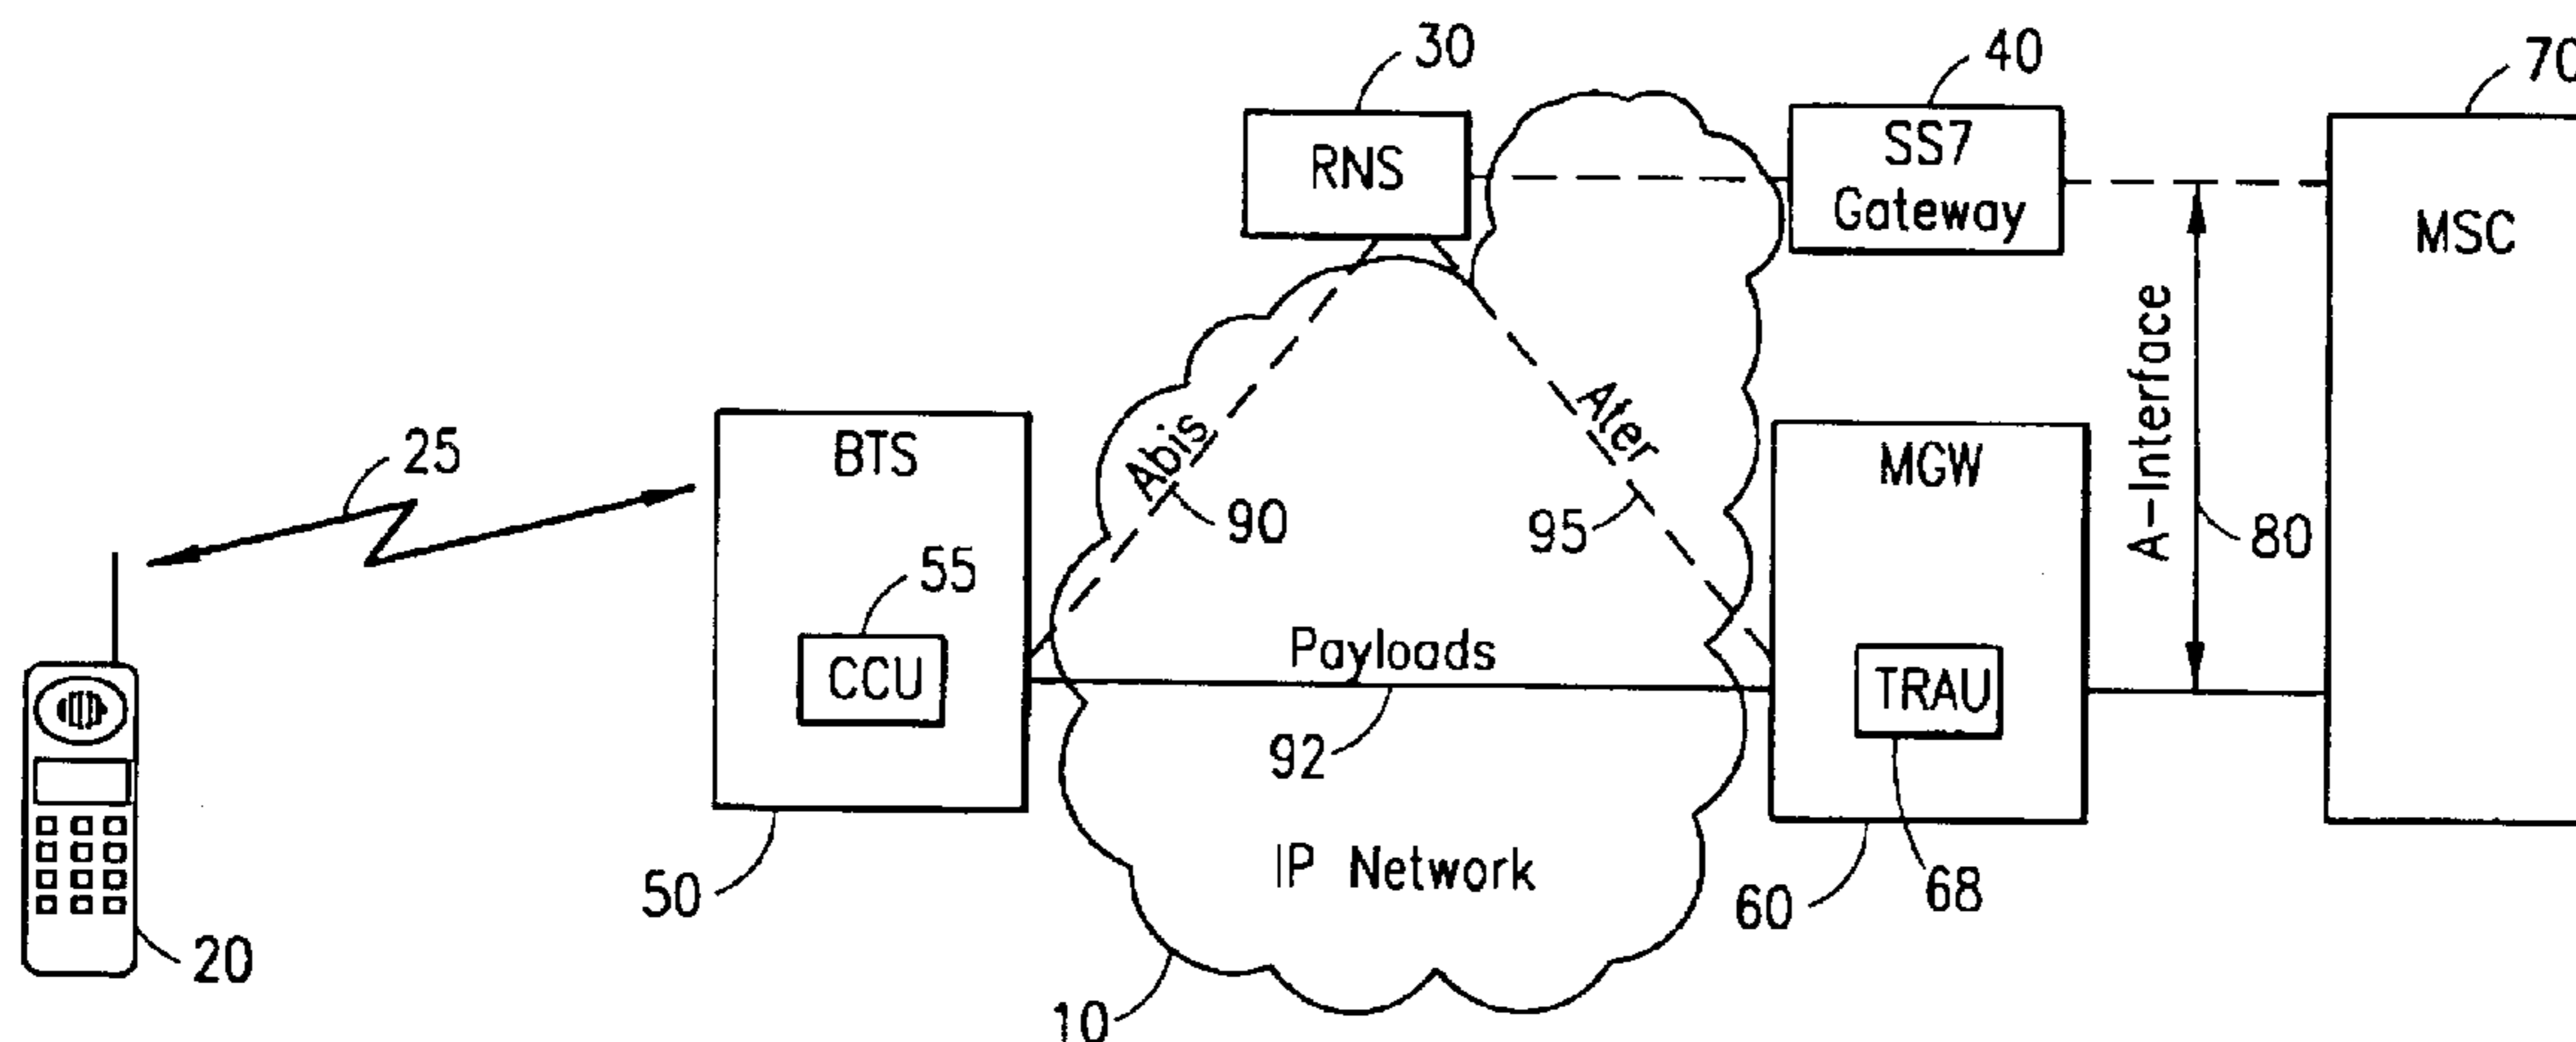 30
40
70
RNS
SS7
Gateway
MSC
A-Interface
80
25
BTS
Abis
90
Ater
95
MGW
55
CCU
Payloads
92
TRAU
68
IP Network
50
60
20
10